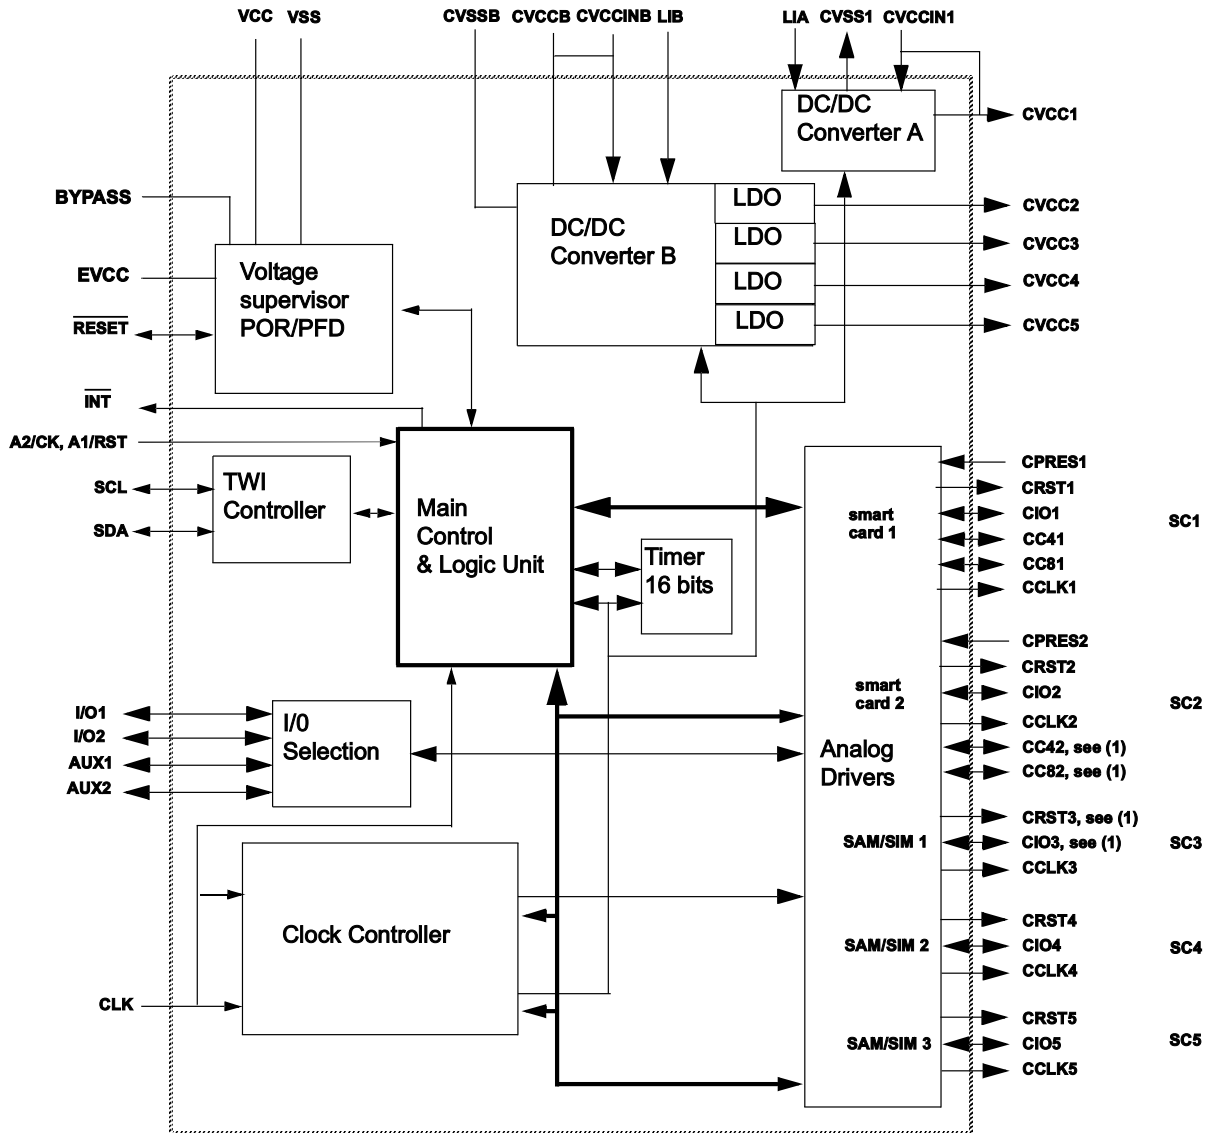 VCC VSS CVSSB CVCCB CVCCINB LIB LIA CVSS1 CVCCIN1
DC/DC
Converter A
CVCC1
BYPASS
EVCC
RESET
Voltage
supervisor
POR/PFD
DC/DC
Converter B
LDO
LDO
LDO
LDO
CVCC2
CVCC3
CVCC4
CVCC5
INT
A2/CK, A1/RST
SCL
SDA
TWI
Controller
Main
Control
& Logic Unit
Timer
16 bits
smart
card 1
CPRES1
CRST1
CIO1
CC41
CC81
CCLK1
SC1
smart
card 2
CPRES2
CRST2
CIO2
CCLK2
CC42, see (1)
CC82, see (1)
SC2
I/O1
I/O2
AUX1
AUX2
I/0
Selection
Analog
Drivers
SAM/SIM 1
CRST3, see (1)
CIO3, see (1)
CCLK3
SC3
Clock Controller
CLK
SAM/SIM 2
CRST4
CIO4
CCLK4
SC4
SAM/SIM 3
CRST5
CIO5
CCLK5
SC5